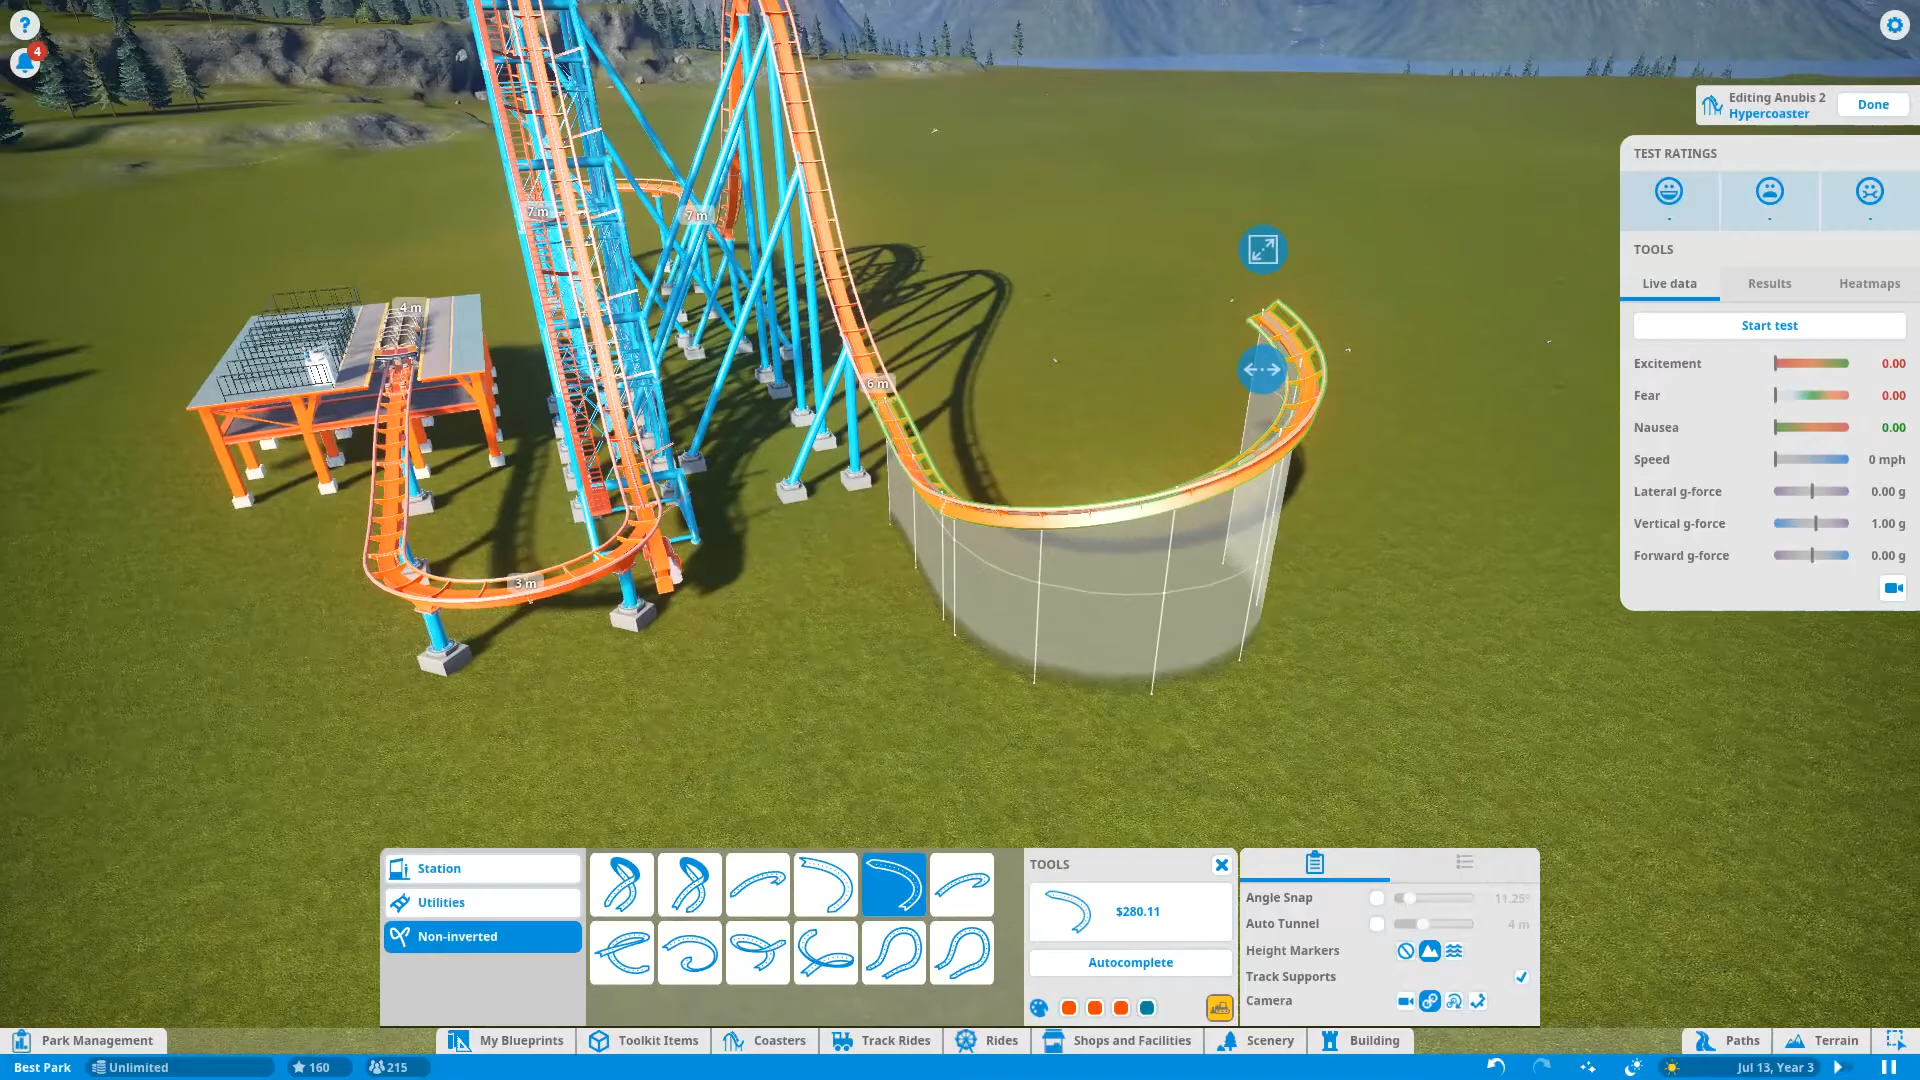 ?
4
Editing Anubis 2
Hypercoaster
Done
TEST RATINGS
-
-
-
TOOLS
Live data
Results
Heatmaps
Start test
Excitement
0.00
Fear
0.00
Nausea
0.00
Speed
0 mph
Lateral g-force
0.00 g
Vertical g-force
1.00 g
Forward g-force
0.00 g
7 m
7 m
4 m
6 m
3 m
Station
Utilities
Non-inverted
TOOLS
$280.11
Autocomplete
Angle Snap
11.25°
Auto Tunnel
4 m
Height Markers
Track Supports
Camera
Park Management
My Blueprints
Toolkit Items
Coasters
Track Rides
Rides
Shops and Facilities
Scenery
Building
Paths
Terrain
Best Park
Unlimited
160
215
Jul 13, Year 3